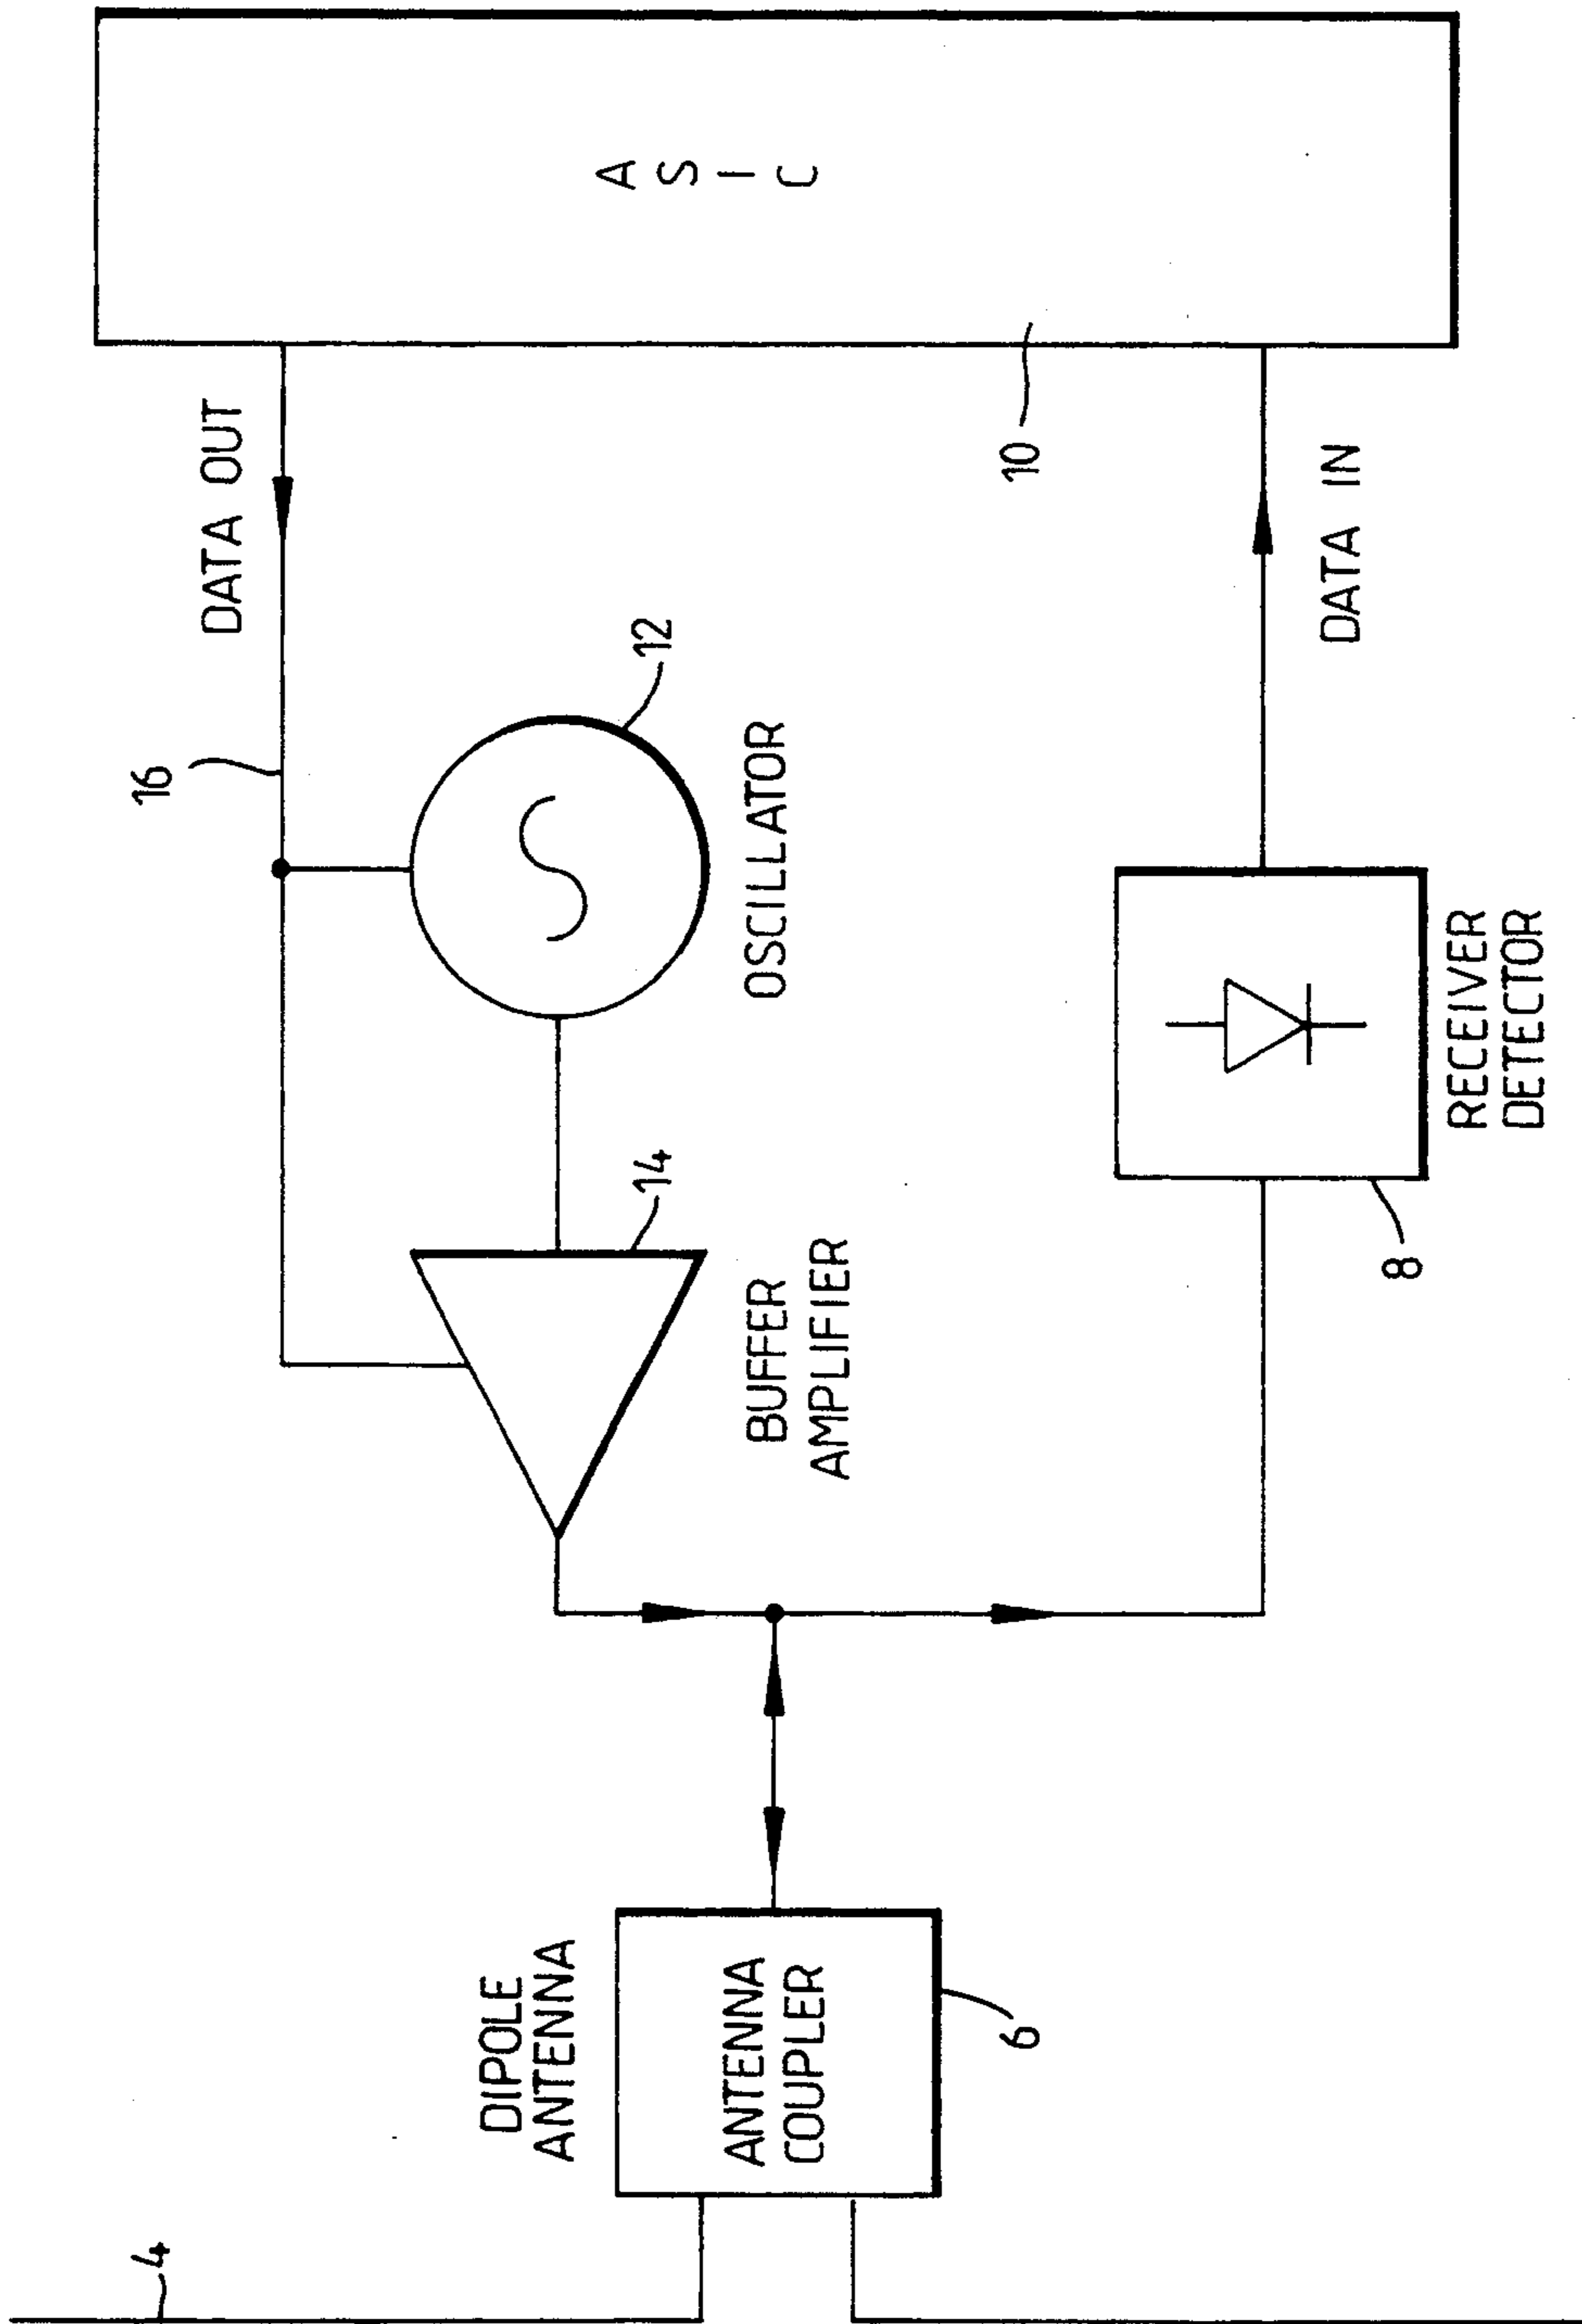 4
DIPOLE
ANTENNA
ANTENNA
COUPLER
6
BUFFER
AMPLIFIER
14
16
OSCILLATOR
12
DATA OUT
8
RECEIVER
DETECTOR
DATA IN
10
A S I C